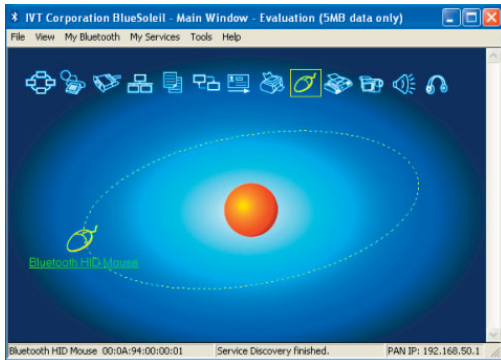 IVT Corporation BlueSoleil - Main Window - Evaluation (5MB data only)
File View My Bluetooth My Services Tools Help
Bluetooth HID Mouse
Bluetooth HID Mouse 00:0A:94:00:00:01 Service Discovery finished. PAN IP: 192.168.50.1